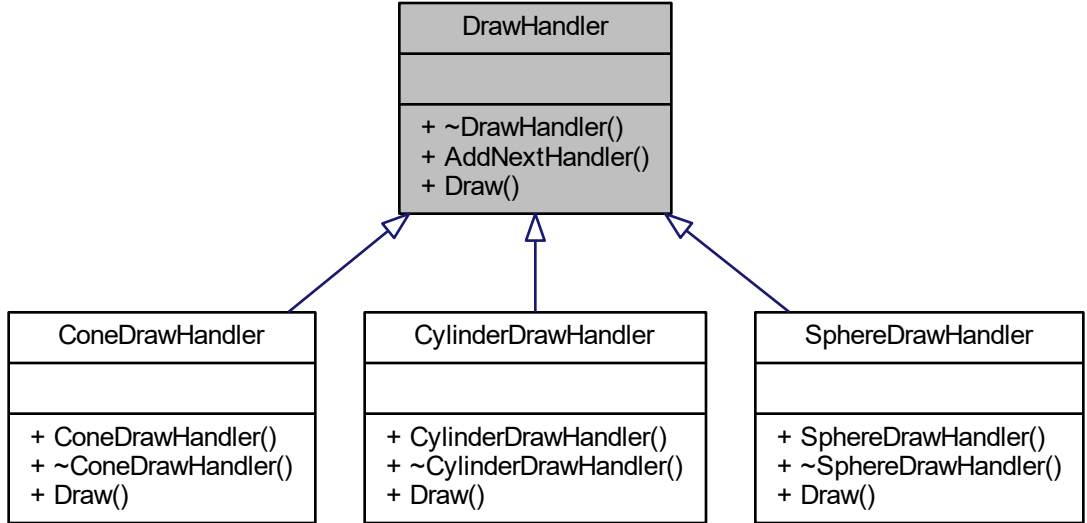 DrawHandler
+ ~DrawHandler()
+ AddNextHandler()
+ Draw()
ConeDrawHandler
+ ConeDrawHandler()
+ ~ConeDrawHandler()
+ Draw()
CylinderDrawHandler
+ CylinderDrawHandler()
+ ~CylinderDrawHandler()
+ Draw()
SphereDrawHandler
+ SphereDrawHandler()
+ ~SphereDrawHandler()
+ Draw()